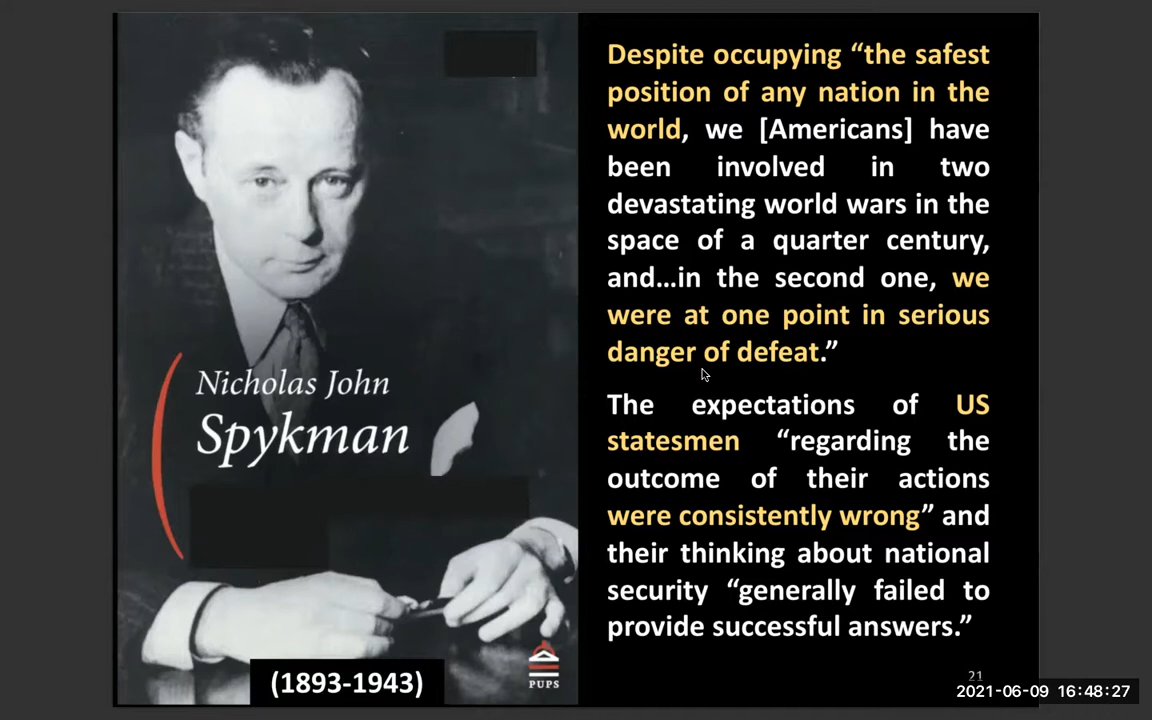 Nicholas John
Spykman
(1893-1943)
PUPS
Despite occupying “the safest
position of any nation in the
world, we [Americans] have
been involved in two
devastating world wars in the
space of a quarter century,
and…in the second one, we
were at one point in serious
danger of defeat.”
The expectations of US
statesmen “regarding the
outcome of their actions
were consistently wrong” and
their thinking about national
security “generally failed to
provide successful answers.”
21
2021-06-09 16:48:27